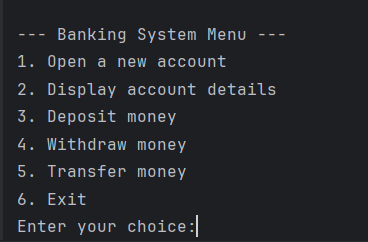 --- Banking System Menu ---
1. Open a new account
2. Display account details
3. Deposit money
4. Withdraw money
5. Transfer money
6. Exit
Enter your choice: